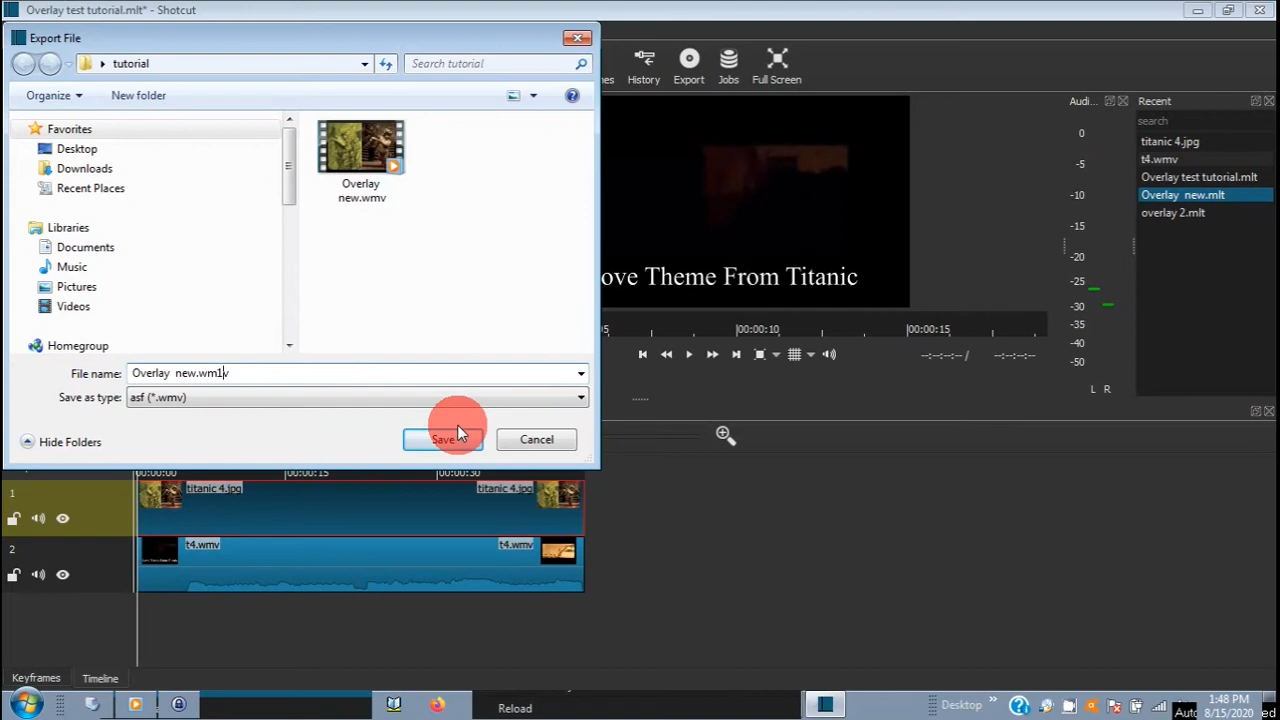 Overlay test tutorial.mlt* - Shotcut
Export File
tutorial
Search tutorial
Organize
New folder
Favorites
Desktop
Downloads
Recent Places
Libraries
Documents
Music
Pictures
Videos
Homegroup
Overlay
new.wmv
File name: Overlay  new.wm1v
Save as type: asf (*.wmv)
Hide Folders
Save
Cancel
History
Export
Jobs
Full Screen
ove Theme From Titanic
00:00:10
00:00:15
--:--:-- /
--:--:--
Audi...
0
-5
-10
-15
-20
-25
-30
-35
-40
-50
L R
Recent
search
titanic 4.jpg
t4.wmv
Overlay test tutorial.mlt
Overlay  new.mlt
overlay 2.mlt
00:00:00
00:00:15
00:00:30
1
titanic 4.jpg
titanic 4.jpg
2
t4.wmv
t4.wmv
Keyframes
Timeline
Reload
Desktop
1:48 PM
8/15/2020